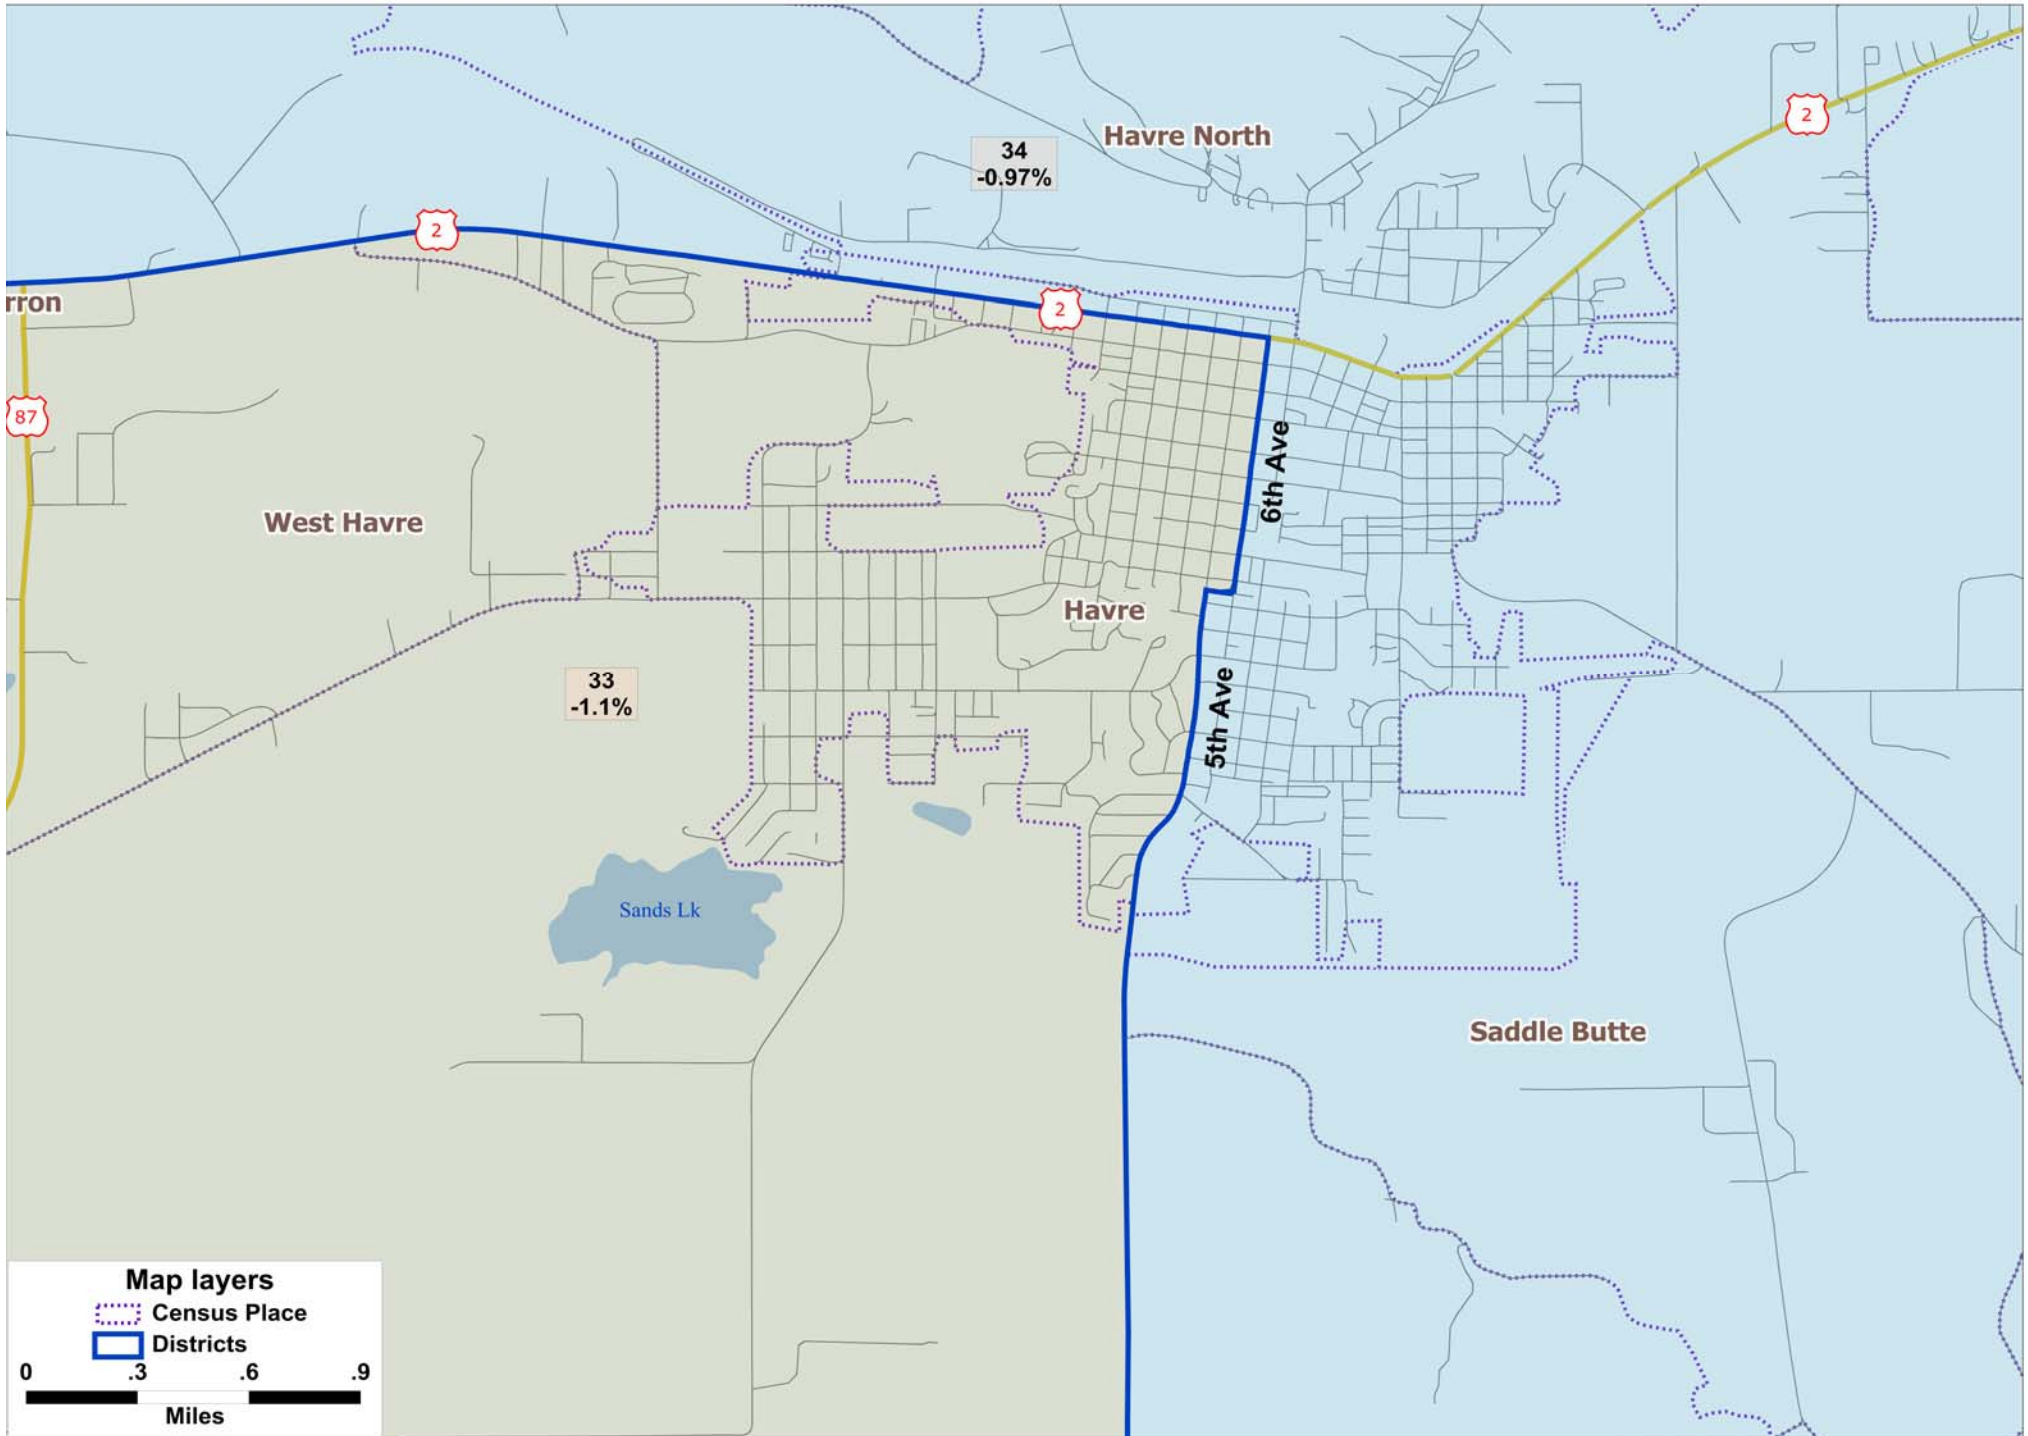 2
Havre North
34
-0.97%
2
rron
2
87
6th Ave
West Havre
Havre
33
-1.1%
5th Ave
Sands Lk
Saddle Butte
Map layers
Census Place
Districts
0 .3 .6 .9
Miles